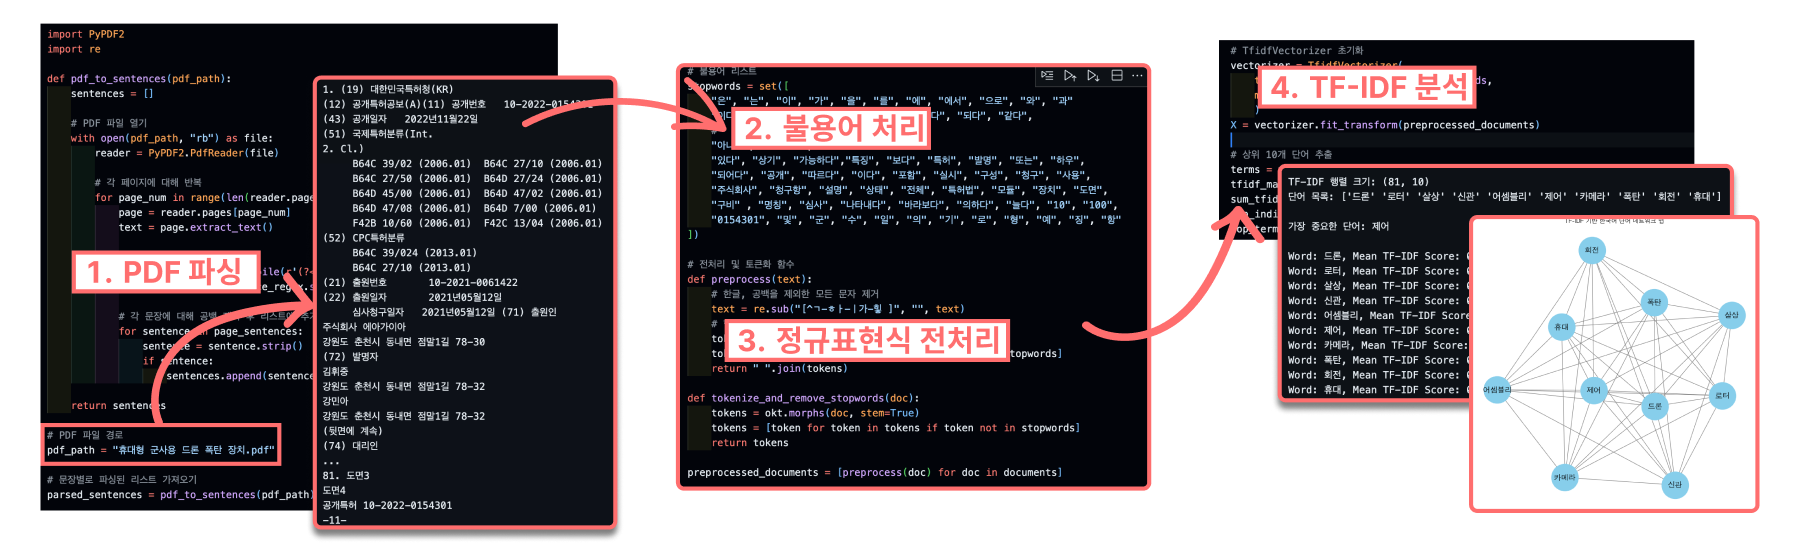 import PyPDF2
import re
def pdf_to_sentences(pdf_path):
sentences = []
# PDF 파일 열기
with open(pdf_path, "rb") as file:
reader = PyPDF2.PdfReader(file)
# 각 페이지에 대해 반복
for page_num in range(len(reader.page
page = reader.pages[page_num]
text = page.extract_text()
1. PDF 파싱
# 각 문장에 대해 공백
for sentence in page_sentences:
sentence = sentence.strip()
if sentence:
sentences.append(sentence
return sentences
# PDF 파일 경로
pdf_path = "휴대형 군사용 드론 폭탄 장치.pdf"
# 문장별로 파싱된 리스트 가져오기
parsed_sentences = pdf_to_sentences(pdf_path)
1. (19) 대한민국특허청(KR)
(12) 공개특허공보(A)(11) 공개번호 10-2022-0154301
(43) 공개일자 2022년11월22일
(51) 국제특허분류(Int.
2. Cl.)
B64C 39/02 (2006.01) B64C 27/10 (2006.01)
B64C 27/50 (2006.01) B64D 27/24 (2006.01)
B64D 45/00 (2006.01) B64D 47/02 (2006.01)
B64D 47/08 (2006.01) B64D 7/00 (2006.01)
F42B 10/60 (2006.01) F42C 13/04 (2006.01)
(52) CPC특허분류
B64C 39/024 (2013.01)
B64C 27/10 (2013.01)
(21) 출원번호 10-2021-0061422
(22) 출원일자 2021년05월12일
심사청구일자 2021년05월12일 (71) 출원인
주식회사 에아가이아
강원도 춘천시 동내면 점말1길 78-30
(72) 발명자
김휘중
강원도 춘천시 동내면 점말1길 78-32
강민아
강원도 춘천시 동내면 점말1길 78-32
(뒷면에 계속)
(74) 대리인
...
81. 도면3
도면4
공개특허 10-2022-0154301
-11-
# 불용어 리스트
stopwords = set([
"은", "는", "이", "가", "을", "를", "에", "에서", "으로", "와", "과"
"되다", "같다",
2. 불용어 처리
"있다", "상기", "가능하다","특징", "보다", "특허", "발명", "또는", "하우",
"되어다", "공개", "따르다", "이다", "포함", "실시", "구성", "청구", "사용",
"주식회사", "청구항", "설명", "상태", "전체", "특허법", "모듈", "장치", "도면",
"구비" , "명칭", "심사", "나타내다", "바라보다", "의하다", "눌다", "10", "100",
"0154301", "및", "군", "수", "일", "의", "기", "로", "형", "예", "징", "항"
])
# 전처리 및 토큰화 함수
def preprocess(text):
# 한글, 공백을 제외한 모든 문자 제거
text = re.sub("[^ㄱ-ㅎㅏ-ㅣ가-힣 ]", "", text)
3. 정규표현식 전처리
stopwords]
return " ".join(tokens)
def tokenize_and_remove_stopwords(doc):
tokens = okt.morphs(doc, stem=True)
tokens = [token for token in tokens if token not in stopwords]
return tokens
preprocessed_documents = [preprocess(doc) for doc in documents]
# TfidfVectorizer 초기화
vectorizer = TfidfVectorizer(
4. TF-IDF 분석
X = vectorizer.fit_transform(preprocessed_documents)
# 상위 10개 단어 추출
terms =
tfidf_ma
sum_tfid
TF-IDF 행렬 크기: (81, 10)
단어 목록: ['드론' '로터' '살상' '신관' '어셈블리' '제어' '카메라' '폭탄' '회전' '휴대']
가장 중요한 단어: 제어
Word: 드론, Mean TF-IDF Score:
Word: 로터, Mean TF-IDF Score:
Word: 살상, Mean TF-IDF Score:
Word: 신관, Mean TF-IDF Score:
Word: 어셈블리, Mean TF-IDF Score
Word: 제어, Mean TF-IDF Score:
Word: 카메라, Mean TF-IDF Score:
Word: 폭탄, Mean TF-IDF Score:
Word: 회전, Mean TF-IDF Score:
Word: 휴대, Mean TF-IDF Score:
회전
폭탄
살상
휴대
어셈블리
제어
로터
드론
카메라
신관